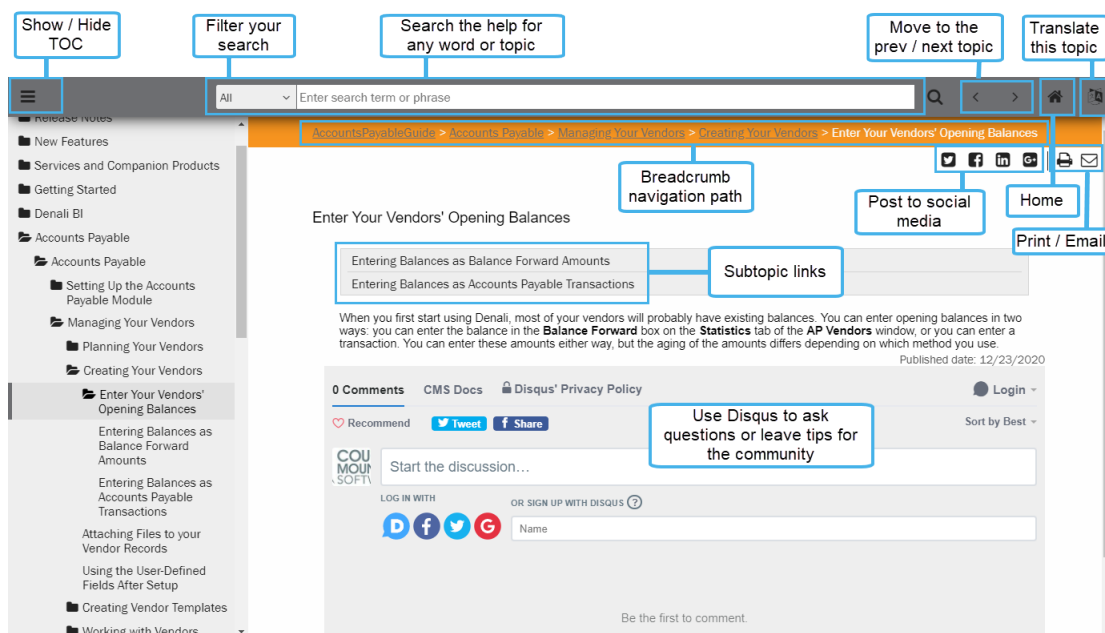 Show / Hide
TOC
Filter your
search
Search the help for
any word or topic
Move to the
prev / next topic
Translate
this topic
All
Enter search term or phrase
Release Notes
New Features
Services and Companion Products
Getting Started
Denali BI
Accounts Payable
Accounts Payable
Setting Up the Accounts
Payable Module
Managing Your Vendors
Planning Your Vendors
Creating Your Vendors
Enter Your Vendors'
Opening Balances
Entering Balances as
Balance Forward
Amounts
Entering Balances as
Accounts Payable
Transactions
Attaching Files to your
Vendor Records
Using the User-Defined
Fields After Setup
Creating Vendor Templates
Working with Vendors
AccountsPayableGuide > Accounts Payable > Managing Your Vendors > Creating Your Vendors > Enter Your Vendors' Opening Balances
Breadcrumb
navigation path
Post to social
media
Home
Print / Email
Enter Your Vendors' Opening Balances
Entering Balances as Balance Forward Amounts
Entering Balances as Accounts Payable Transactions
Subtopic links
When you first start using Denali, most of your vendors will probably have existing balances. You can enter opening balances in two
ways: you can enter the balance in the Balance Forward box on the Statistics tab of the AP Vendors window, or you can enter a
transaction. You can enter these amounts either way, but the aging of the amounts differs depending on which method you use.
Published date: 12/23/2020
0 Comments CMS Docs Disqus' Privacy Policy Login
Recommend Tweet Share Sort by Best
Use Disqus to ask
questions or leave tips for
the community
COU
MOUN
SOFTV
Start the discussion…
LOG IN WITH
OR SIGN UP WITH DISQUS ?
Name
Be the first to comment.